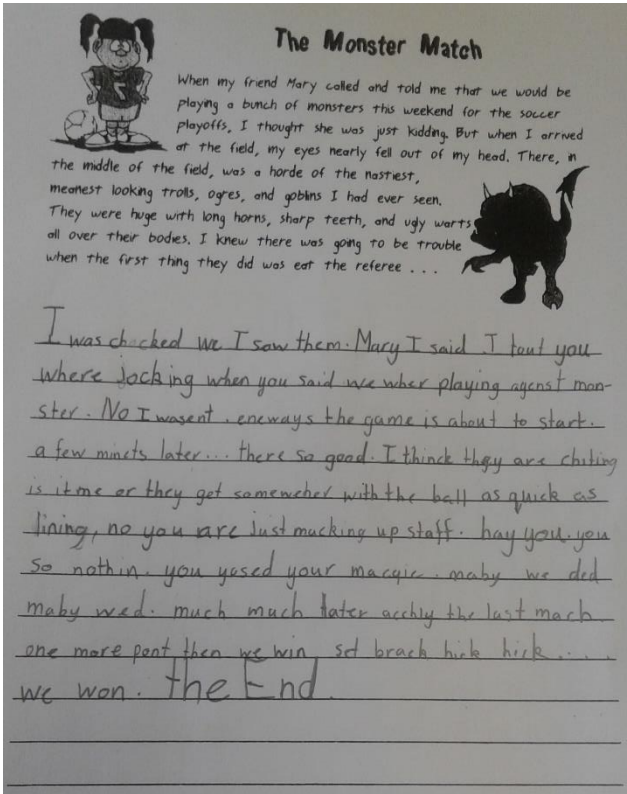 The Monster Match
When my friend Mary called and told me that we would be
playing a bunch of monsters this weekend for the soccer
playoffs, I thought she was just kidding. But when I arrived
at the field, my eyes nearly fell out of my head. There, in
the middle of the field, was a horde of the nastiest,
meanest looking trolls, ogres, and goblins I had ever seen.
They were huge with long horns, sharp teeth, and ugly warts
all over their bodies. I knew there was going to be trouble
when the first thing they did was eat the referee . . .
7
I was chocked we I saw them. Mary I said I tout you
where jocking when you said we wher playing agenst mon-
ster. No I wasent. eneways the game is about to start.
a few minets later... there so good. I thinck they are chiting
is it me or they get somewcher with the ball as quick as
lining, no you are just mucking up staff. hay you. you
so nothin. you yosed your macgic. maby we ded
maby wed. much much later acchly the last mach
one more pont then we win set brach hick hick....
we won. the End.